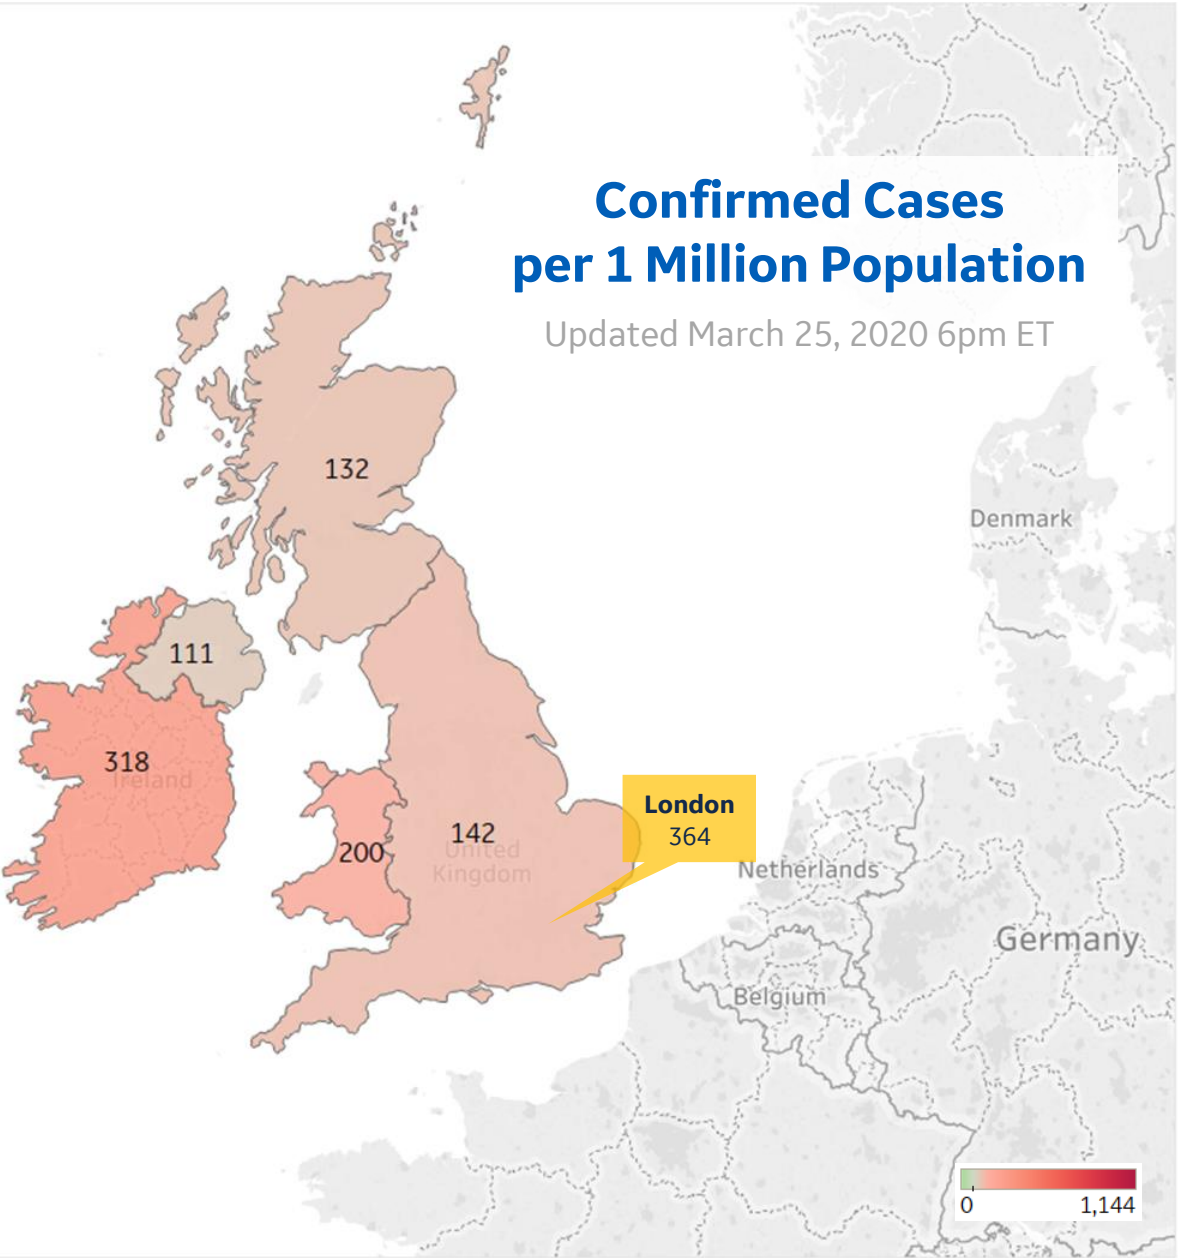 Confirmed Cases
per 1 Million Population
Updated March 25, 2020 6pm ET
132
Denmark
111
318
Ireland
London
364
142
200
United
Kingdom
Netherlands
Germany
Belgium
0 1,144